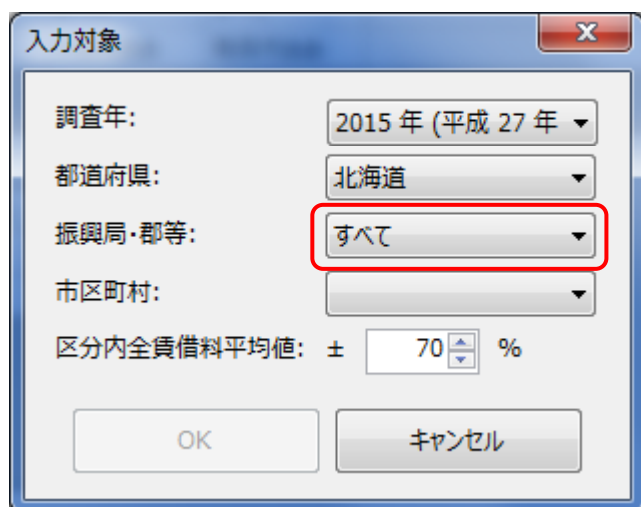 入力対象
調査年: 2015 年 (平成 27 年
都道府県: 北海道
振興局・郡等: すべて
市区町村:
区分内全賃借料平均値: ± 70 %
OK キャンセル